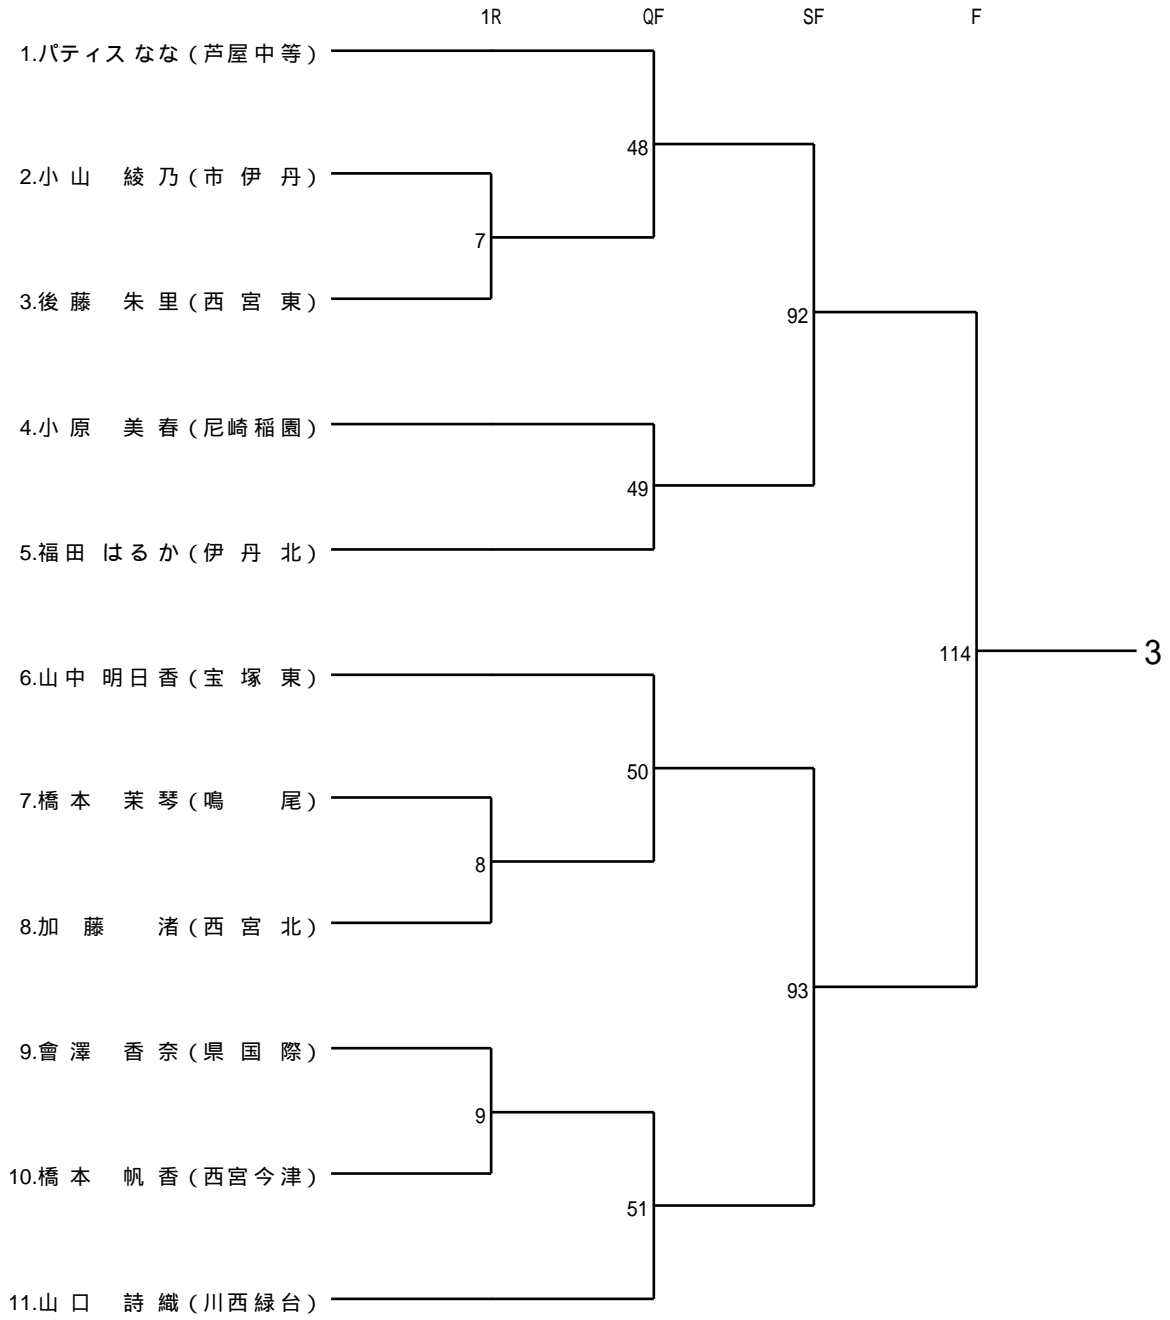 1R QF SF F
1.パティス なな (芦屋中等)
48
2.小山 綾乃 (市伊丹)
7
3.後藤 朱里 (西宮東)
92
4.小原 美春 (尼崎稲園)
49
5.福田 はるか (伊丹北)
114 3
6.山中 明日香 (宝塚東)
50
7.橋本 茉琴 (鳴尾)
8
8.加藤 渚 (西宮北)
93
9.會澤 香奈 (県国際)
9
10.橋本 帆香 (西宮今津)
51
11.山口 詩織 (川西緑台)